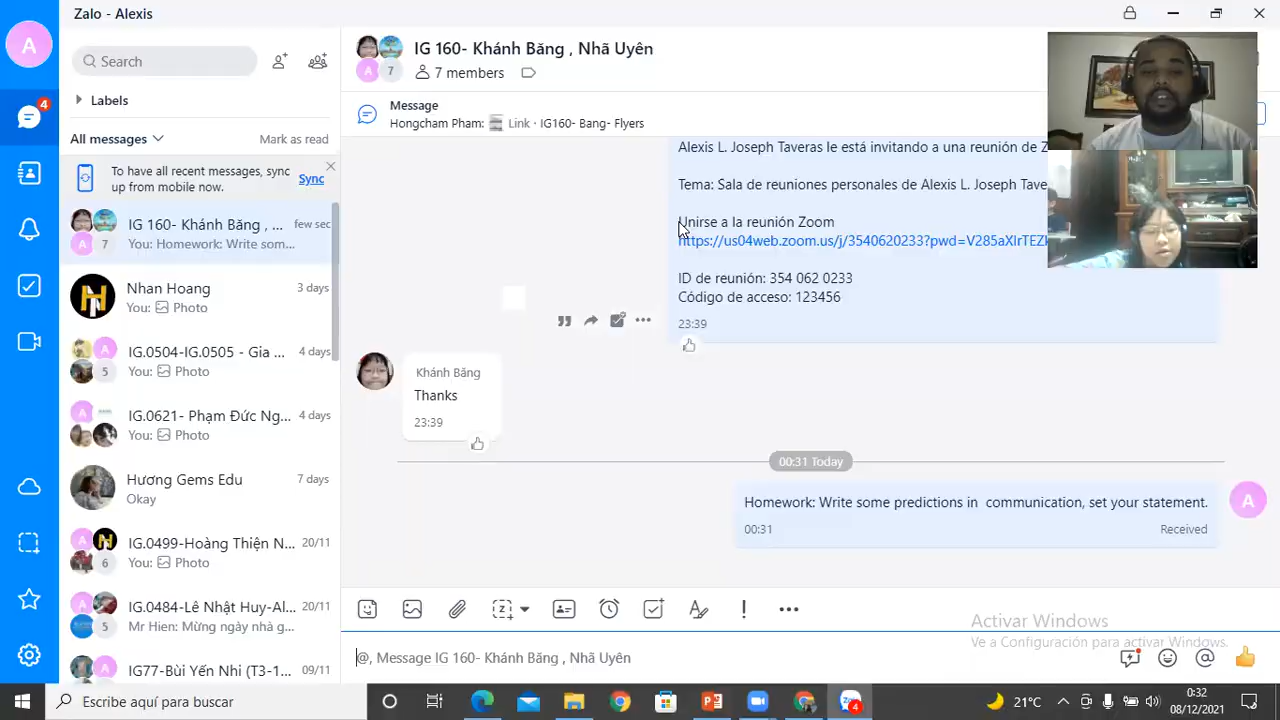 Zalo - Alexis
A
Search
4
Labels
All messages
Mark as read
To have all recent messages, sync
up from mobile now.
Sync
IG 160- Khánh Băng , ...
few sec
A
7
You: Homework: Write som...
Nhan Hoang
3 days
You: Photo
IG.0504-IG.0505 - Gia ...
4 days
A
5
You: Photo
IG.0621- Phạm Đức Ng...
4 days
A
You: Photo
Hương Gems Edu
7 days
Okay
IG.0499-Hoàng Thiện N...
20/11
A
6
You: Photo
IG.0484-Lê Nhật Huy-Al...
20/11
A
5
Mr Hien: Mừng ngày nhà g...
IG77-Bùi Yến Nhi (T3-1...
09/11
A
IG 160- Khánh Băng , Nhã Uyên
A
7
7 members
Message
Hongcham Pham: Link · IG160- Bang- Flyers
Alexis L. Joseph Taveras le está invitando a una reunión de Z
Tema: Sala de reuniones personales de Alexis L. Joseph Tave
Unirse a la reunión Zoom
https://us04web.zoom.us/j/3540620233?pwd=V285aXlrTEZk
ID de reunión: 354 062 0233
Código de acceso: 123456
23:39
Khánh Băng
Thanks
23:39
00:31 Today
Homework: Write some predictions in communication, set your statement.
00:31
Received
A
Activar Windows
Ve a Configuración para activar Windows.
@, Message IG 160- Khánh Băng , Nhã Uyên
Escribe aquí para buscar
4
21°C
0:32
08/12/2021